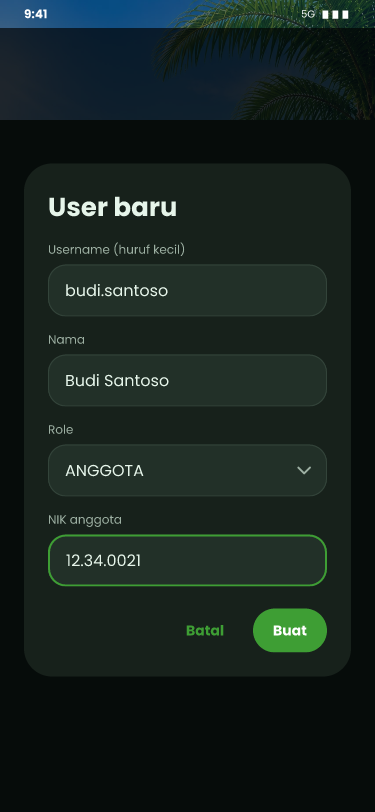 9:41
5G
User baru
Username (huruf kecil)
budi.santoso
Nama
Budi Santoso
Role
ANGGOTA
NIK anggota
12.34.0021
Batal
Buat